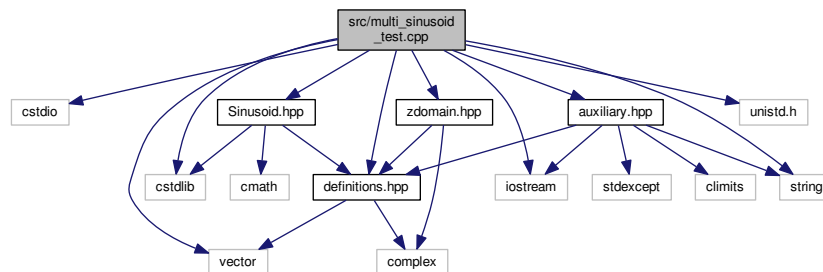 src/multi_sinusoid
_test.cpp
cstdio
Sinusoid.hpp
zdomain.hpp
auxiliary.hpp
unistd.h
cstdlib
cmath
definitions.hpp
iostream
stdexcept
climits
string
vector
complex